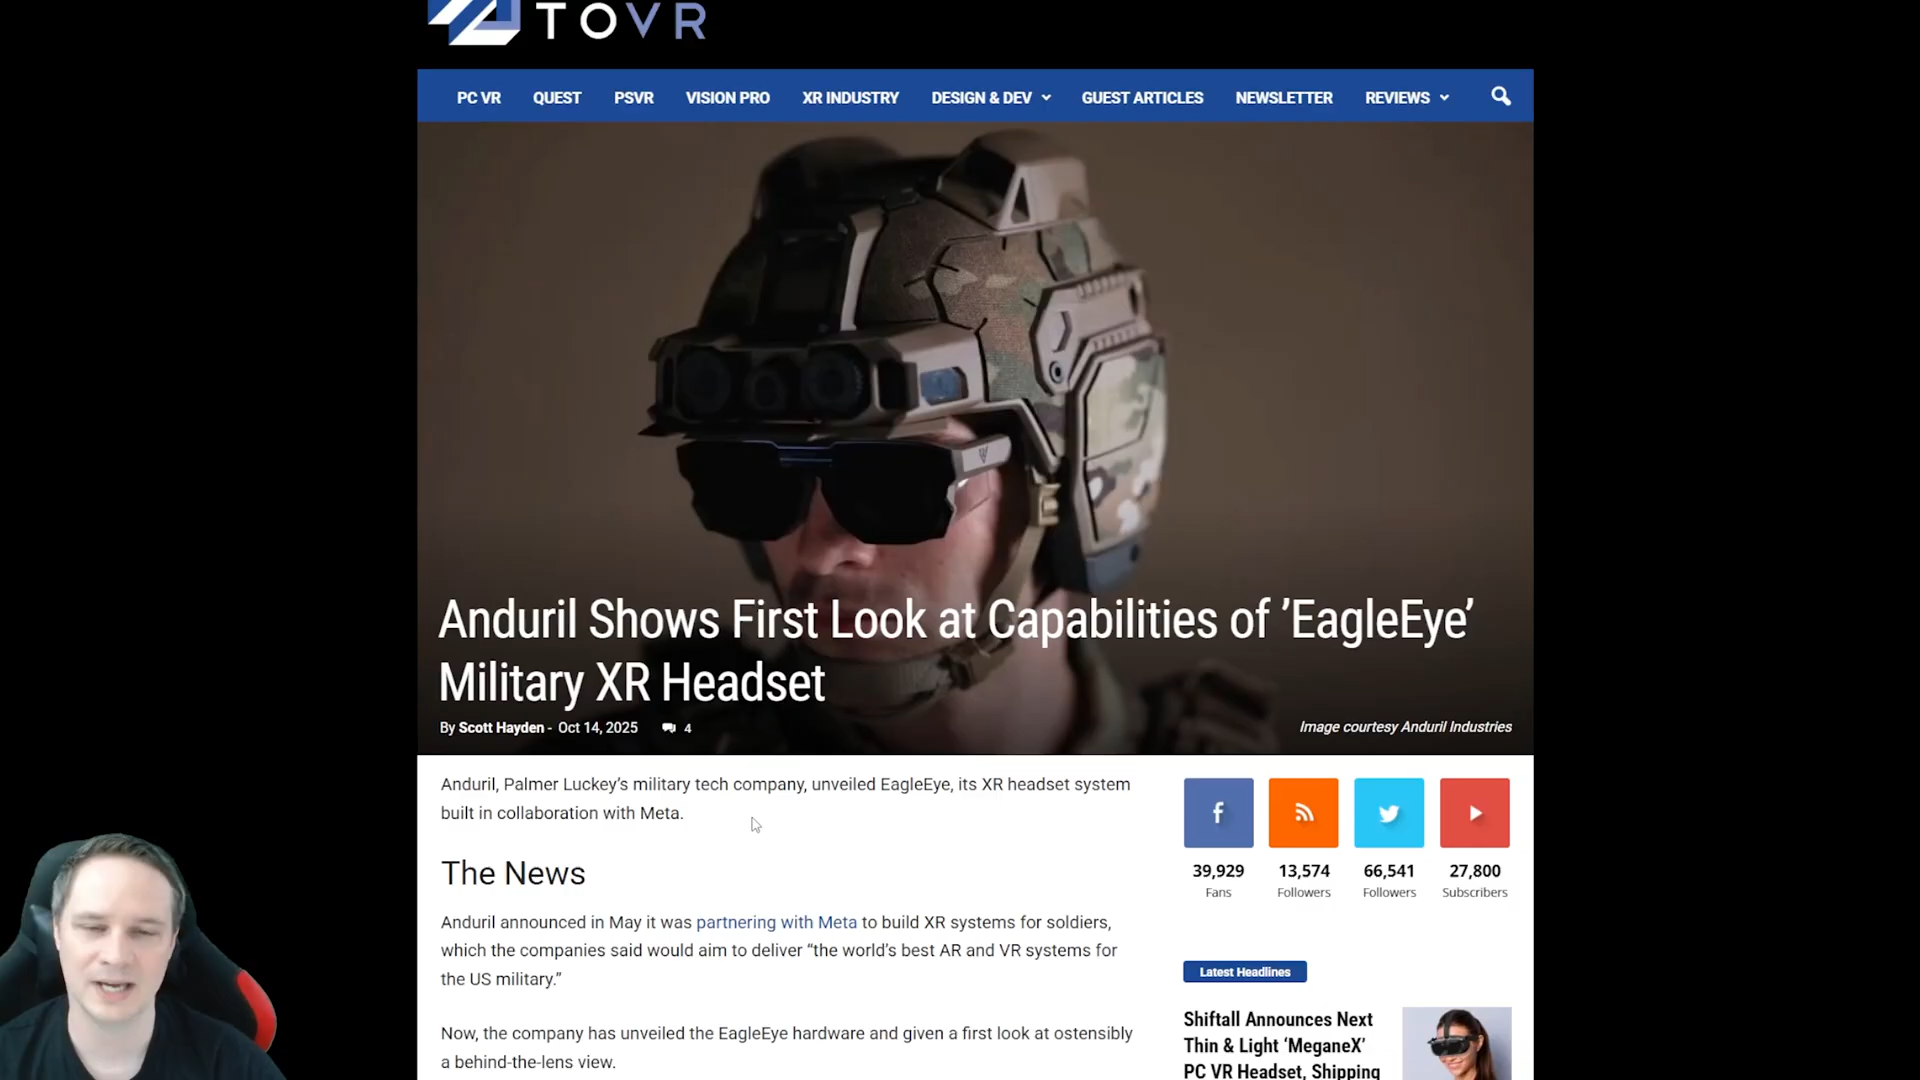 TOVR
PC VR QUEST PSVR VISION PRO XR INDUSTRY DESIGN & DEV GUEST ARTICLES NEWSLETTER REVIEWS
Anduril Shows First Look at Capabilities of ’EagleEye’
Military XR Headset
By Scott Hayden - Oct 14, 2025 4
Image courtesy Anduril Industries
Anduril, Palmer Luckey’s military tech company, unveiled EagleEye, its XR headset system
built in collaboration with Meta.
The News
Anduril announced in May it was partnering with Meta to build XR systems for soldiers,
which the companies said would aim to deliver “the world’s best AR and VR systems for
the US military.”
Now, the company has unveiled the EagleEye hardware and given a first look at ostensibly
a behind-the-lens view.
f
39,929 13,574 66,541 27,800
Fans Followers Followers Subscribers
Latest Headlines
Shiftall Announces Next
Thin & Light ‘MeganeX’
PC VR Headset, Shipping